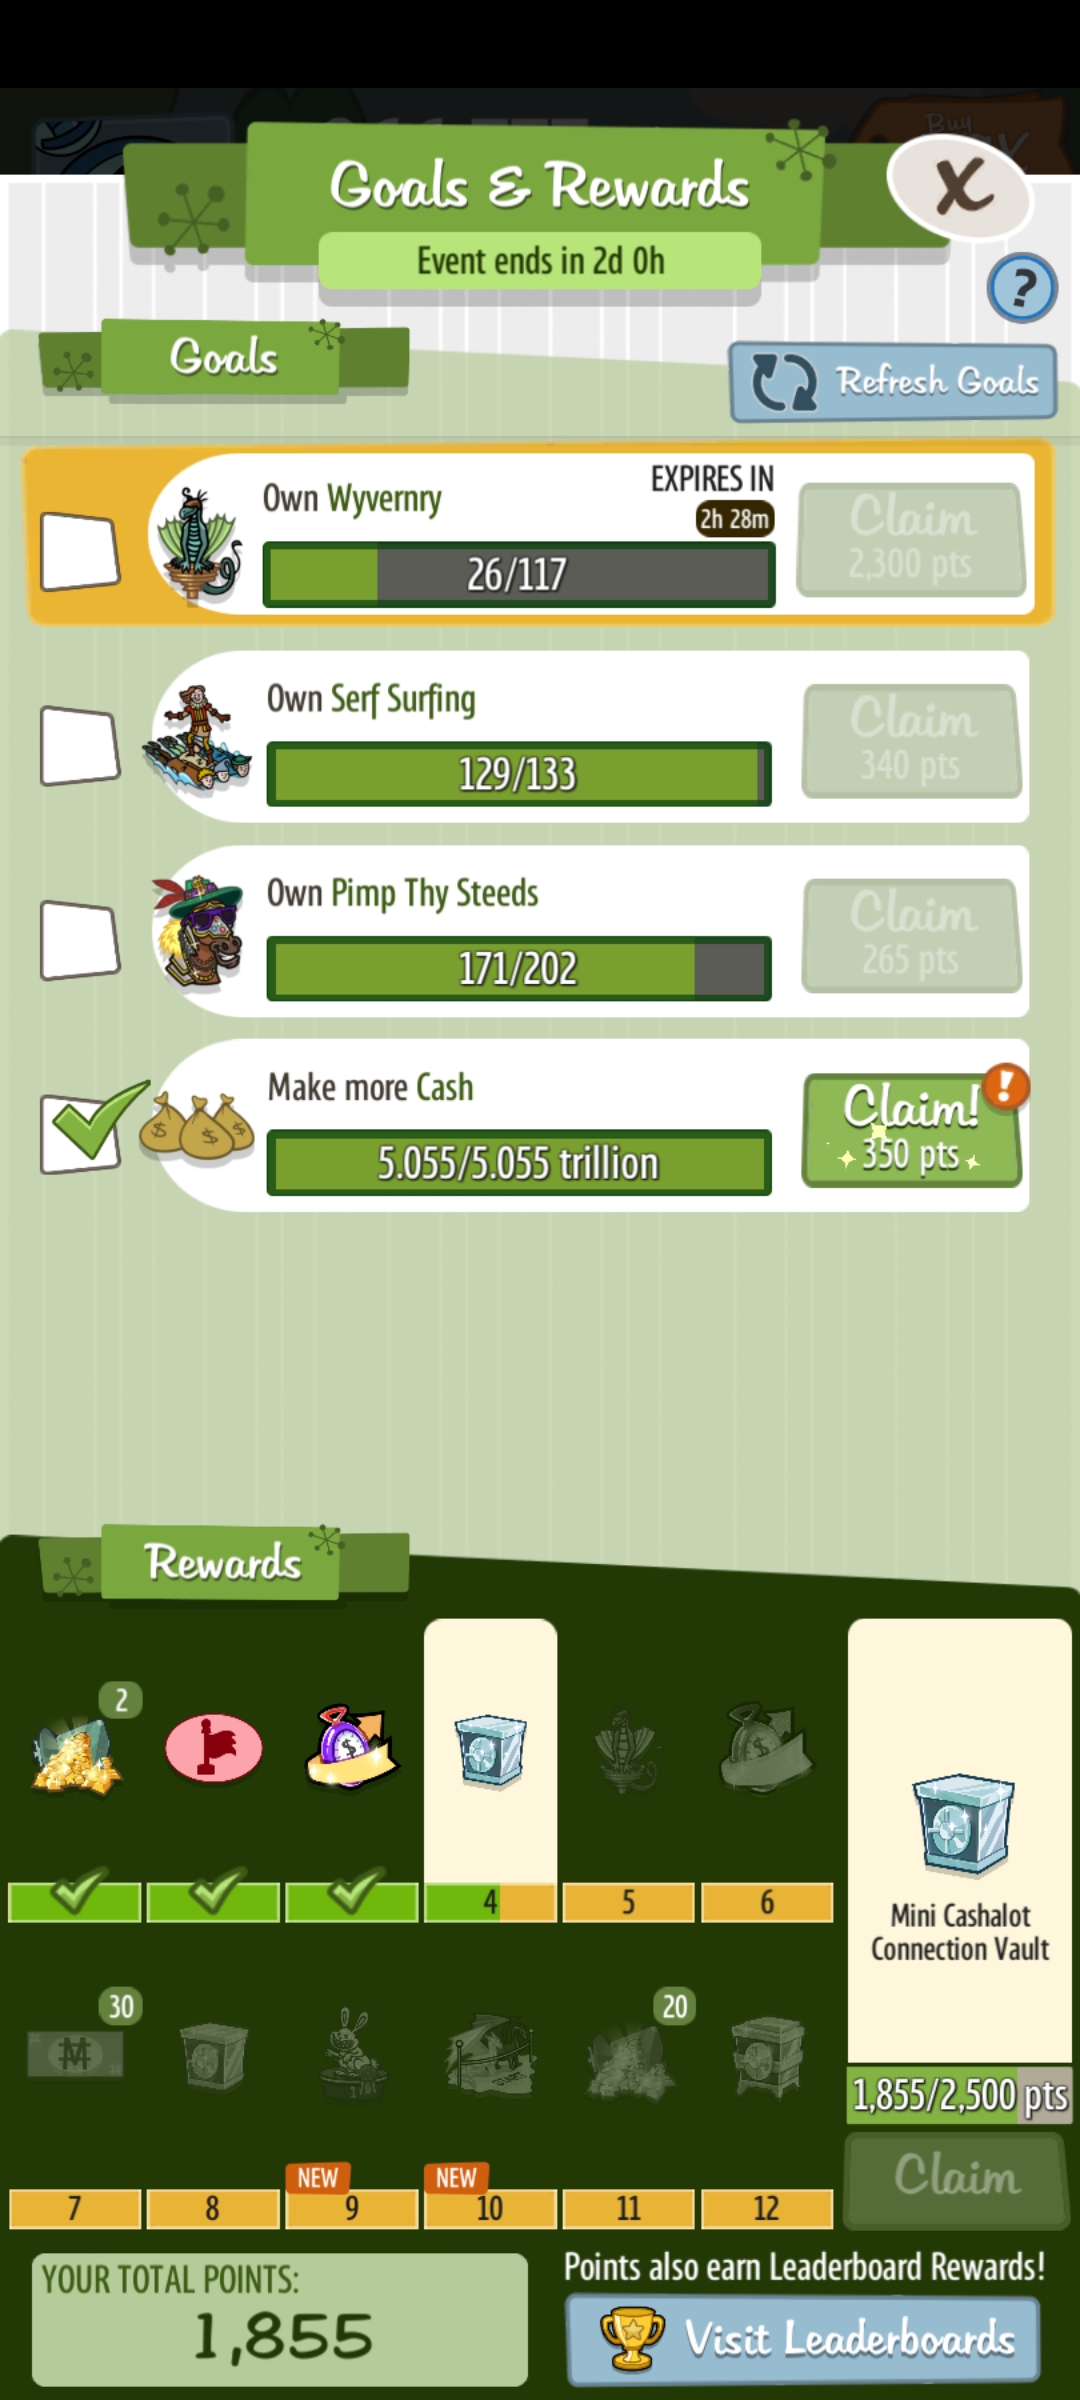 Buy
Goals & Rewards
X
Event ends in 2d 0h
?
Goals
Refresh Goals
Own Wyvernry
EXPIRES IN
2h 28m
26/117
Claim
2,300 pts
Own Serf Surfing
129/133
Claim
340 pts
Own Pimp Thy Steeds
171/202
Claim
265 pts
Make more Cash
5.055/5.055 trillion
Claim!
350 pts
!
Rewards
2
4
5
6
Mini Cashalot
Connection Vault
30
20
1,855/2,500 pts
Claim
NEW
NEW
7
8
9
10
11
12
YOUR TOTAL POINTS:
1,855
Points also earn Leaderboard Rewards!
Visit Leaderboards